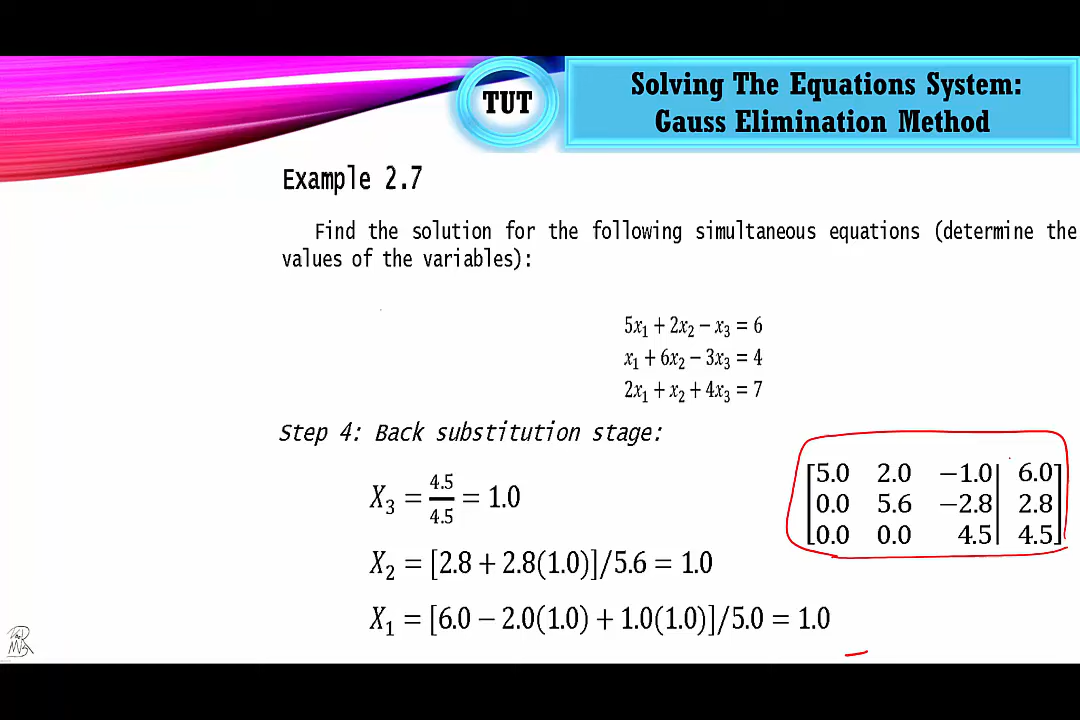 TUT
Solving The Equations System:
Gauss Elimination Method
Example 2.7
Find the solution for the following simultaneous equations (determine the
values of the variables):
5x₁ + 2x₂ − x₃ = 6
x₁ + 6x₂ − 3x₃ = 4
2x₁ + x₂ + 4x₃ = 7
Step 4: Back substitution stage:
X₃ = 4.5/4.5 = 1.0
X₂ = [2.8 + 2.8(1.0)]/5.6 = 1.0
X₁ = [6.0 − 2.0(1.0) + 1.0(1.0)]/5.0 = 1.0
[5.0 2.0 −1.0| 6.0]
[0.0 5.6 −2.8| 2.8]
[0.0 0.0 4.5| 4.5]